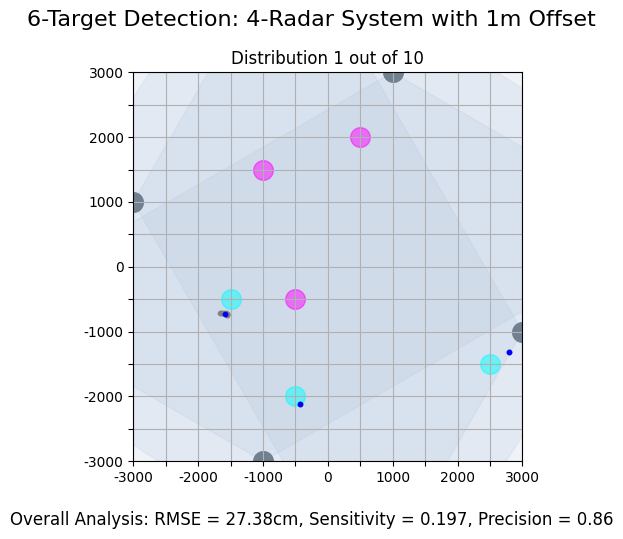 6-Target Detection: 4-Radar System with 1m Offset
Distribution 1 out of 10
3000
2000
1000
0
-1000
-2000
-3000
-3000 -2000 -1000 0 1000 2000 3000
Overall Analysis: RMSE = 27.38cm, Sensitivity = 0.197, Precision = 0.86